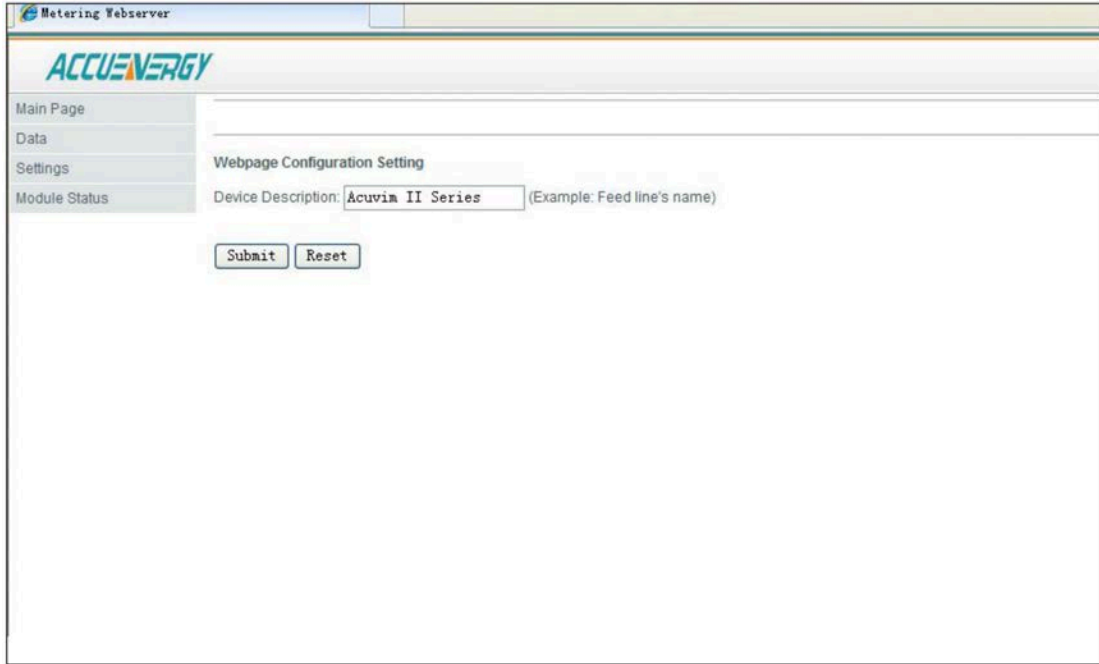 Metering Webserver
ACCUENERGY
Main Page
Data
Settings
Module Status
Webpage Configuration Setting
Device Description: Acuvim II Series (Example: Feed line's name)
Submit Reset